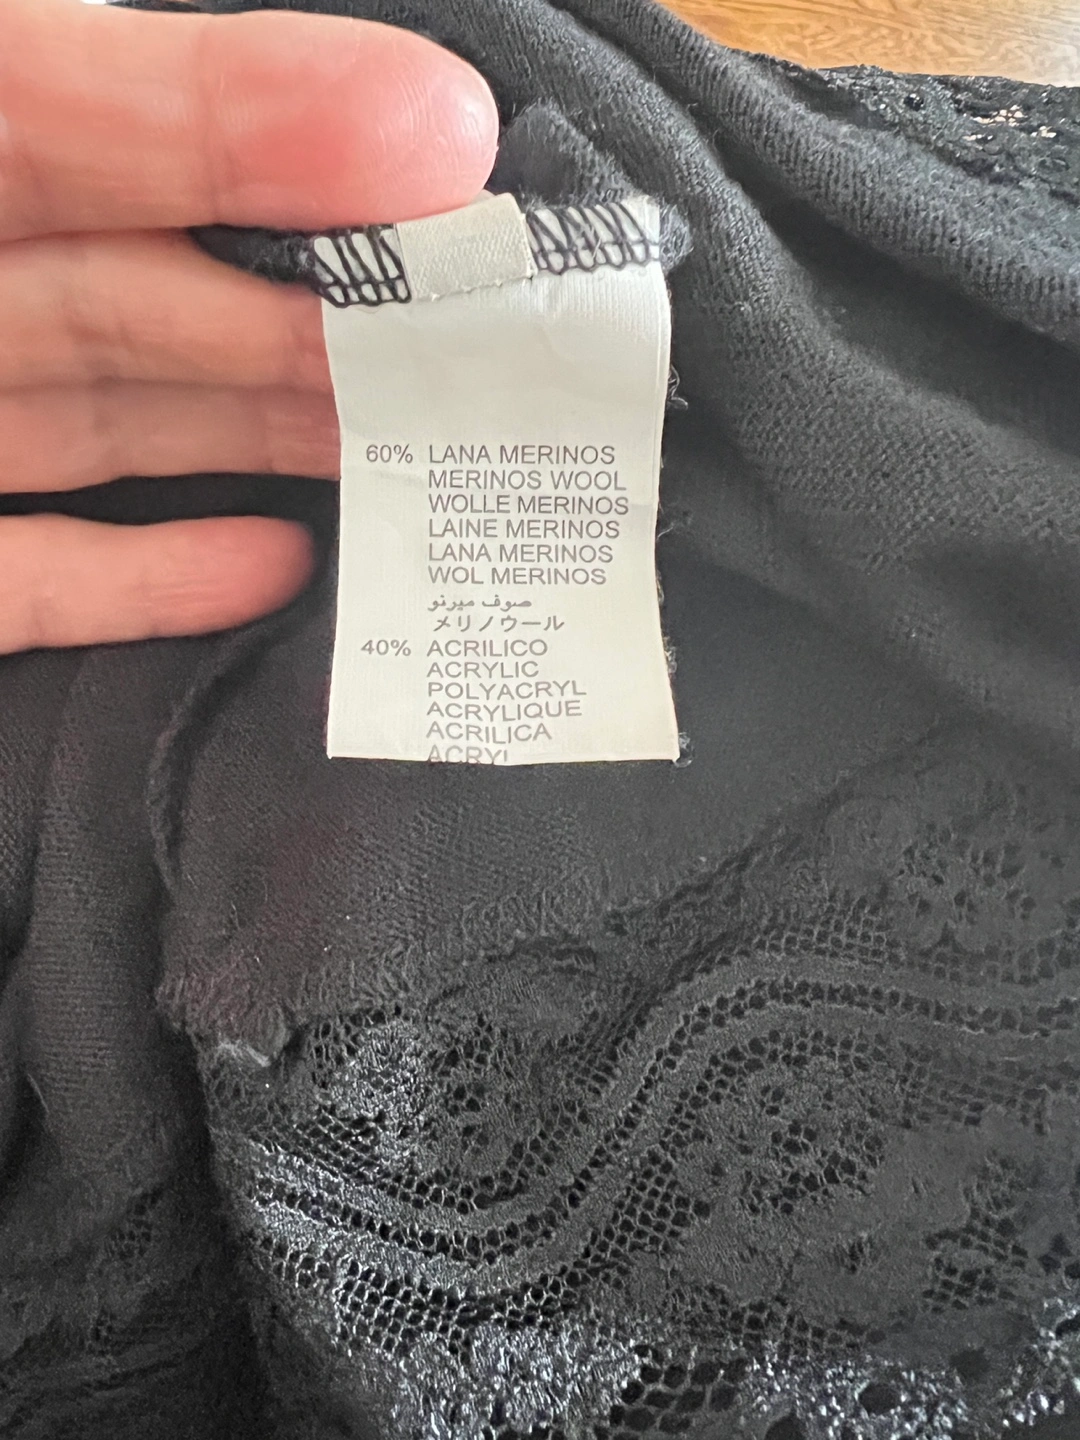 60% LANA MERINOS
MERINOS WOOL
WOLLE MERINOS
LAINE MERINOS
LANA MERINOS
WOL MERINOS
صوف ميرنو
メリノウール
40% ACRILICO
ACRYLIC
POLYACRYL
ACRYLIQUE
ACRILICA
ACRYL